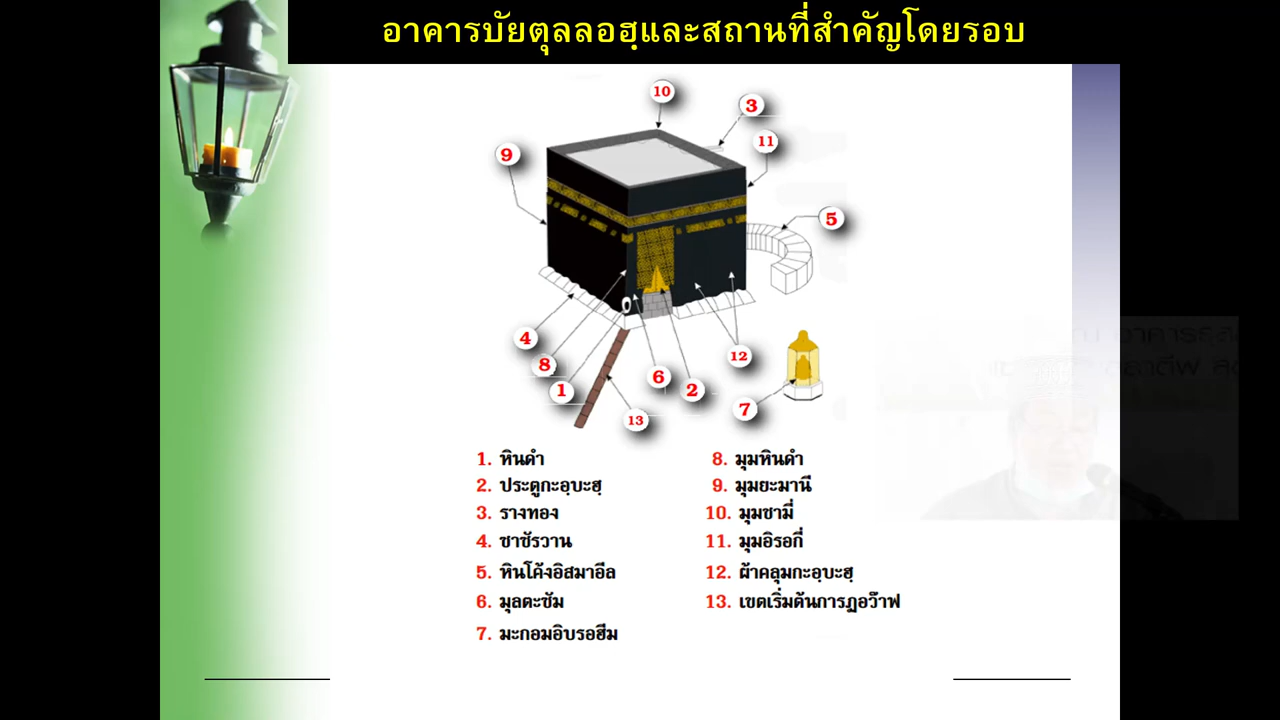 อาคารบัยตุลลอฮฺและสถานที่สำคัญโดยรอบ
10
3
11
9
5
4
8
12
6
1
2
7
13
1. หินดำ
2. ประตูกะอฺบะฮฺ
3. รางทอง
4. ชาชัรวาน
5. หินโค้งอิสมาอีล
6. มุลตะซัม
7. มะกอมอิบรอฮีม
8. มุมหินดำ
9. มุมยะมานี
10. มุมชามี่
11. มุมอิรอกี่
12. ผ้าคลุมกะอฺบะฮฺ
13. เขตเริ่มต้นการฏอว๊าฟ